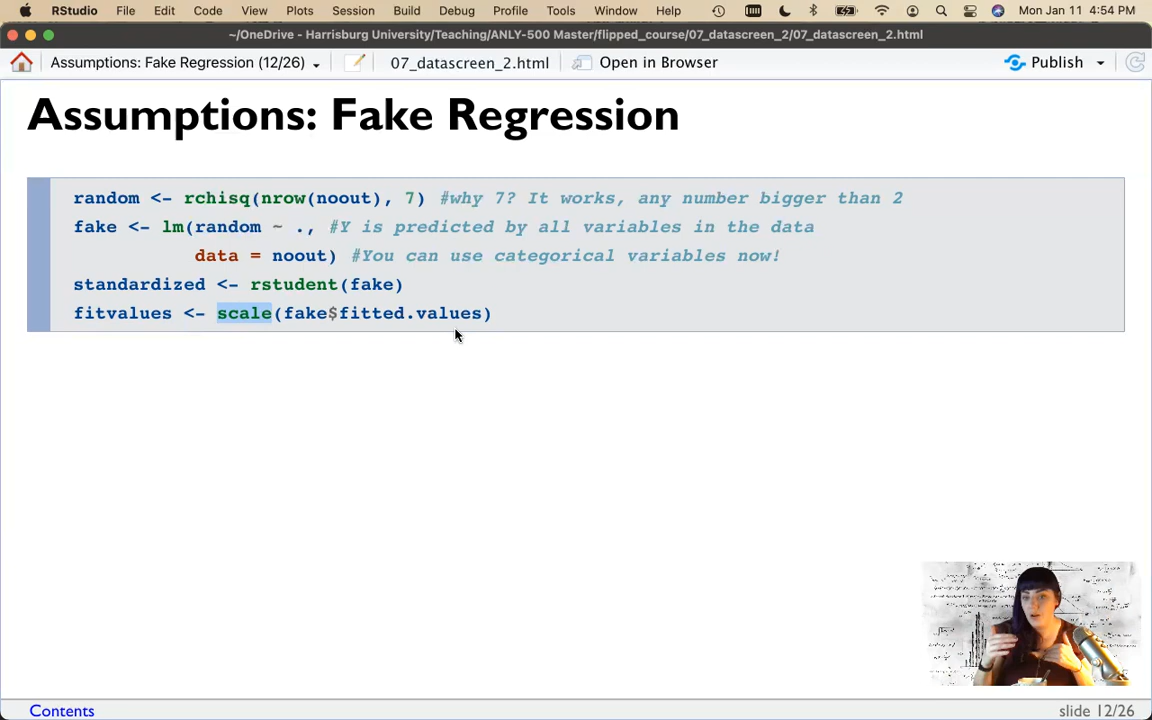 RStudio File Edit Code View Plots Session Build Debug Profile Tools Window Help Mon Jan 11 4:54 PM
~/OneDrive - Harrisburg University/Teaching/ANLY-500 Master/flipped_course/07_datascreen_2/07_datascreen_2.html
Assumptions: Fake Regression (12/26) 07_datascreen_2.html Open in Browser Publish
Assumptions: Fake Regression
random <- rchisq(nrow(noout), 7) #why 7? It works, any number bigger than 2
fake <- lm(random ~ ., #Y is predicted by all variables in the data
data = noout) #You can use categorical variables now!
standardized <- rstudent(fake)
fitvalues <- scale(fake$fitted.values)
Contents slide 12/26